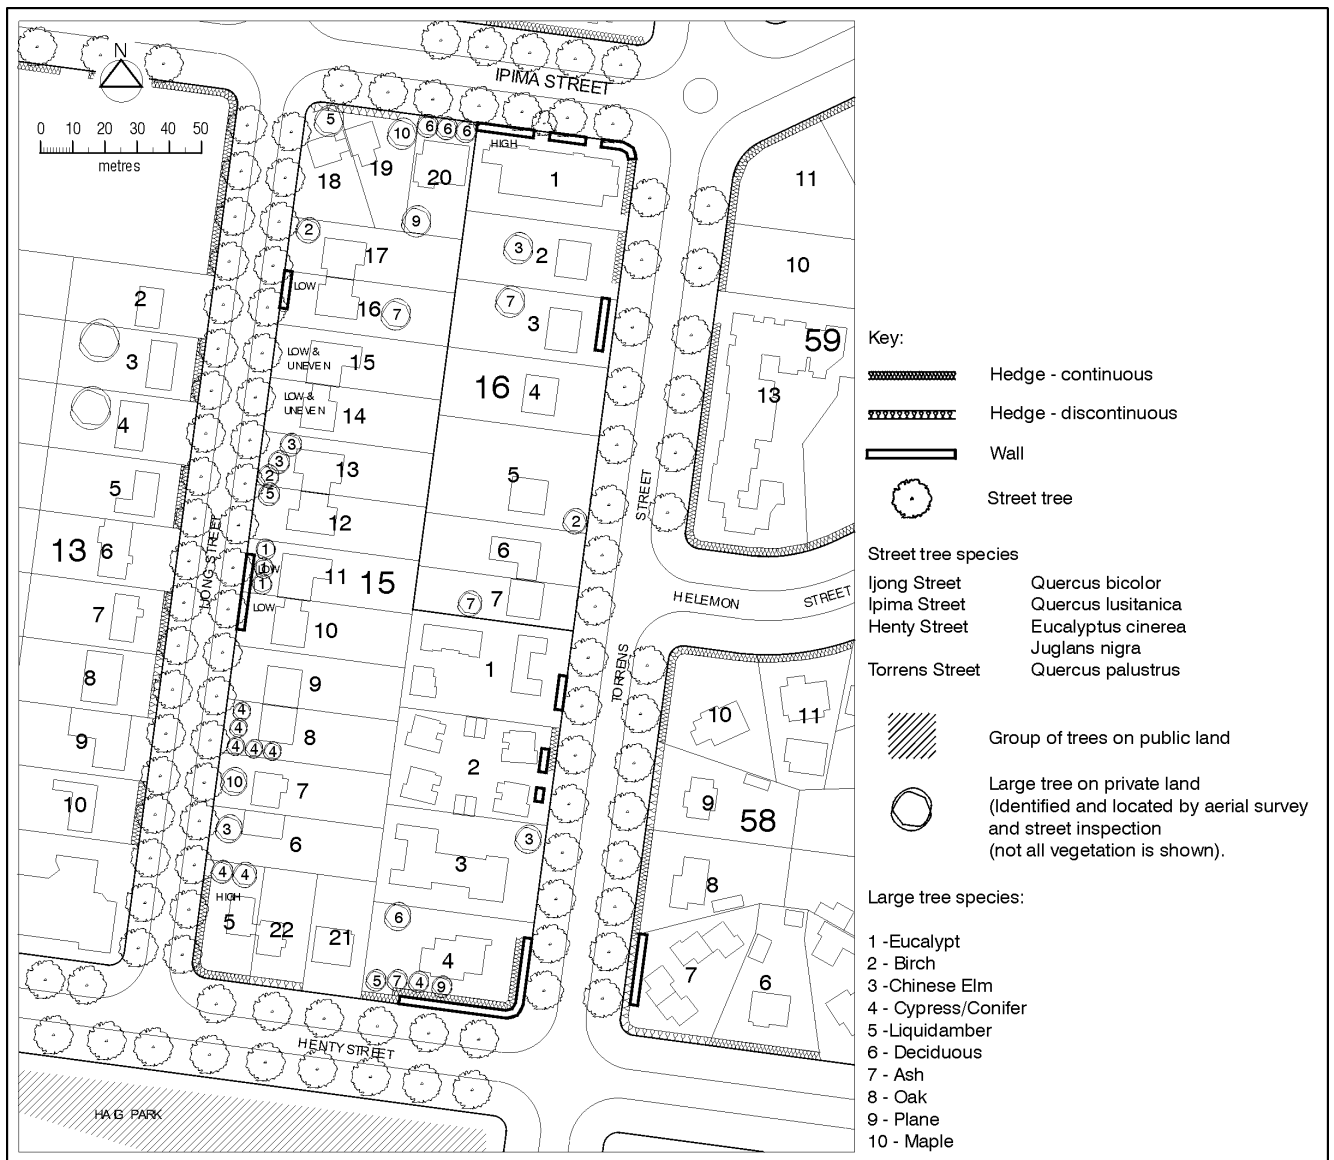 N
0 10 20 30 40 50
metres
IPIMA STREET
HIGH
5
10
6 6 6
18
19
20
1
11
9
2
3
2
17
10
LOW
16
7
7
3
2
3
4
5
13
6
7
8
9
10
LOW &
UNEVEN
15
LOW &
UNEVEN
14
16
4
59
13
3
3
2
5
13
12
5
2
STREET
1
1
1
LOW
11
15
6
7
7
LONG STREET
LOW
10
HELEMON STREET
TORRENS
9
1
4
4
4 4 4
8
10
7
2
3
6
3
3
4 4
HIGH
5
22
21
6
4
5 7 4 9
10
11
9
58
8
7
6
HENTY STREET
HAIG PARK
Key:
Hedge - continuous
Hedge - discontinuous
Wall
Street tree
Street tree species
Ijong Street Quercus bicolor
Ipima Street Quercus lusitanica
Henty Street Eucalyptus cinerea
Juglans nigra
Torrens Street Quercus palustrus
Group of trees on public land
Large tree on private land
(Identified and located by aerial survey
and street inspection
(not all vegetation is shown).
Large tree species:
1 -Eucalypt
2 - Birch
3 -Chinese Elm
4 - Cypress/Conifer
5 -Liquidamber
6 - Deciduous
7 - Ash
8 - Oak
9 - Plane
10 - Maple